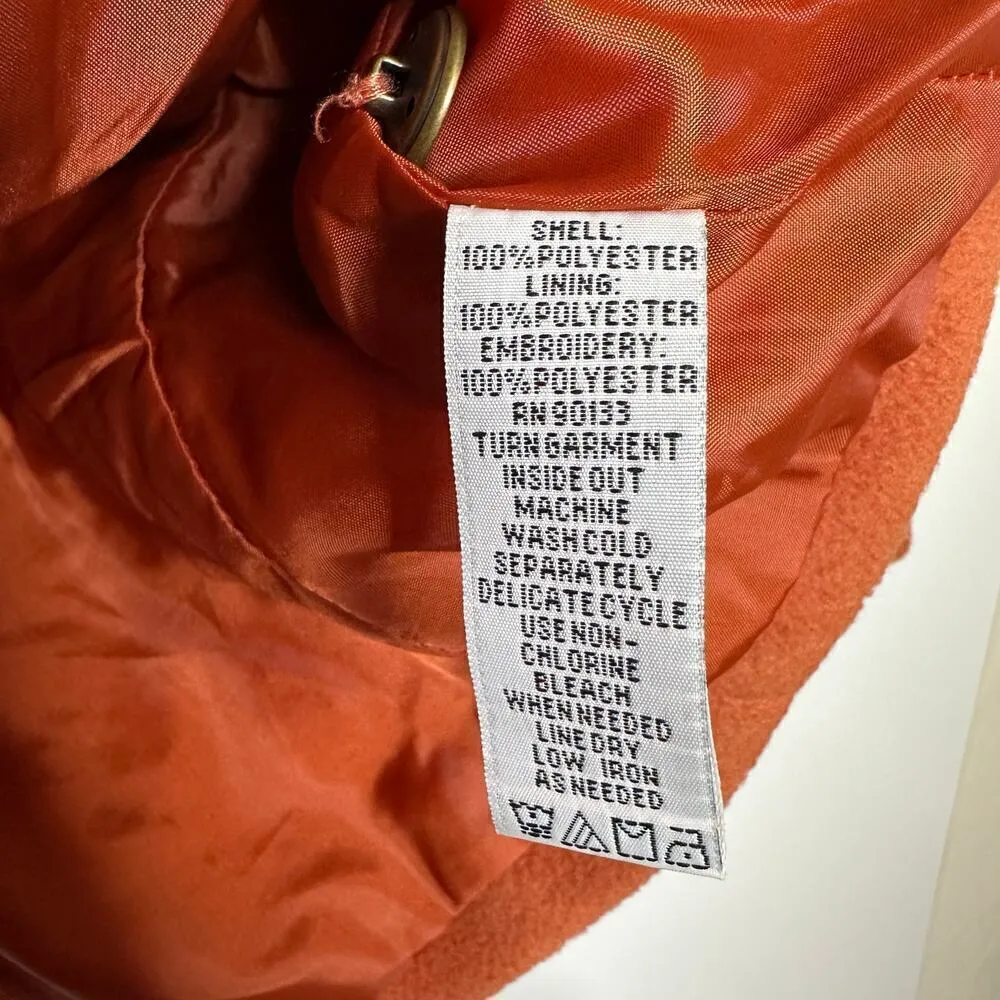 SHELL:
100% POLYESTER
LINING:
100% POLYESTER
EMBROIDERY:
100% POLYESTER
RN 90133
TURN GARMENT
INSIDE OUT
MACHINE
WASH COLD
SEPARATELY
DELICATE CYCLE
USE NON-
CHLORINE
BLEACH
WHEN NEEDED
LINE DRY
LOW IRON
AS NEEDED